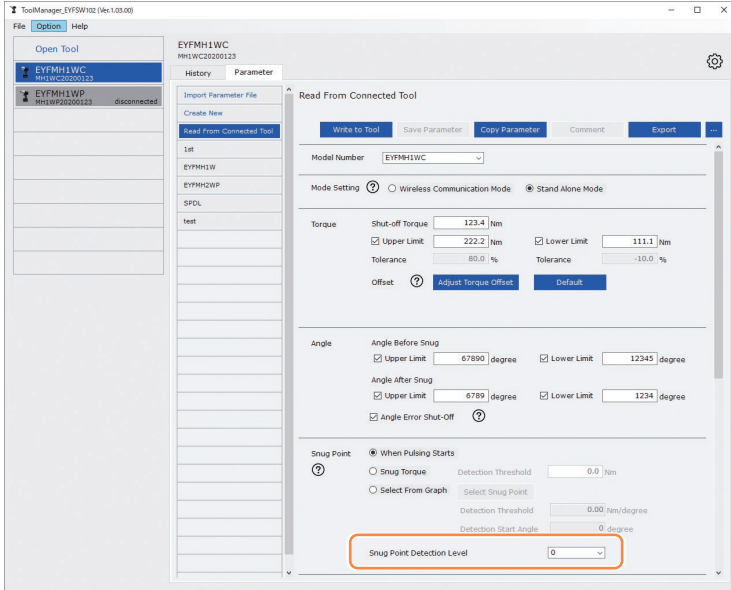 ToolManager_EYFSW102 (Ver.1.03.00)
File Option Help
Open Tool
EYFMH1WC
MH1WC20200123
EYFMH1WP
MH1WP20200123 disconnected
EYFMH1WC
MH1WC20200123
History Parameter
Import Parameter File
Create New
Read From Connected Tool
1st
EYFMH1W
EYFMH2WP
SPDL
test
Read From Connected Tool
Write to Tool Save Parameter Copy Parameter Comment Export ...
Model Number EYFMH1WC
Mode Setting ? Wireless Communication Mode Stand Alone Mode
Torque Shut-off Torque 123.4 Nm
Upper Limit 222.2 Nm Lower Limit 111.1 Nm
Tolerance 80.0 % Tolerance -10.0 %
Offset ? Adjust Torque Offset Default
Angle Angle Before Snug
Upper Limit 67890 degree Lower Limit 12345 degree
Angle After Snug
Upper Limit 6789 degree Lower Limit 1234 degree
Angle Error Shut-Off ?
Snug Point When Pulsing Starts
? Snug Torque Detection Threshold 0.0 Nm
Select From Graph Select Snug Point
Detection Threshold 0.00 Nm/degree
Detection Start Angle 0 degree
Snug Point Detection Level 0